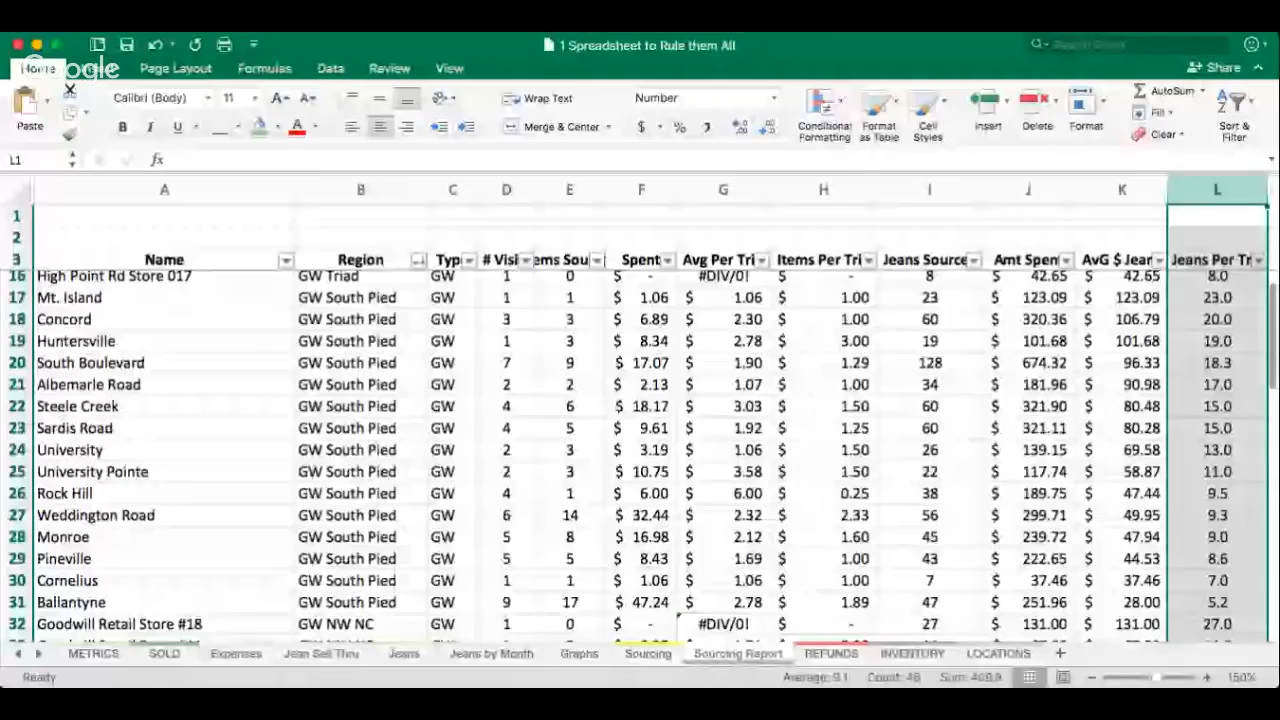 1 Spreadsheet to Rule them All
Google
Home Page Layout Formulas Data Review View Share
Paste Calibri (Body) 11 Wrap Text Merge & Center Number Conditional Formatting Format as Table Cell Styles Insert Delete Format AutoSum Fill Clear Sort & Filter
L1 fx
A B C D E F G H I J K L
1
2
3 Name Region Typ # Visi ems Sou Spent Avg Per Tri Items Per Tri Jeans Source Amt Spen AvG $ Jear Jeans Per Tr
16 High Point Rd Store 017 GW Triad GW 1 0 $ - #DIV/0! $ - 8 $ 42.65 $ 42.65 8.0
17 Mt. Island GW South Pied GW 1 1 $ 1.06 $ 1.06 $ 1.00 23 $ 123.09 $ 123.09 23.0
18 Concord GW South Pied GW 3 3 $ 6.89 $ 2.30 $ 1.00 60 $ 320.36 $ 106.79 20.0
19 Huntersville GW South Pied GW 1 3 $ 8.34 $ 2.78 $ 3.00 19 $ 101.68 $ 101.68 19.0
20 South Boulevard GW South Pied GW 7 9 $ 17.07 $ 1.90 $ 1.29 128 $ 674.32 $ 96.33 18.3
21 Albemarle Road GW South Pied GW 2 2 $ 2.13 $ 1.07 $ 1.00 34 $ 181.96 $ 90.98 17.0
22 Steele Creek GW South Pied GW 4 6 $ 18.17 $ 3.03 $ 1.50 60 $ 321.90 $ 80.48 15.0
23 Sardis Road GW South Pied GW 4 5 $ 9.61 $ 1.92 $ 1.25 60 $ 321.11 $ 80.28 15.0
24 University GW South Pied GW 2 3 $ 3.19 $ 1.06 $ 1.50 26 $ 139.15 $ 69.58 13.0
25 University Pointe GW South Pied GW 2 3 $ 10.75 $ 3.58 $ 1.50 22 $ 117.74 $ 58.87 11.0
26 Rock Hill GW South Pied GW 4 1 $ 6.00 $ 6.00 $ 0.25 38 $ 189.75 $ 47.44 9.5
27 Weddington Road GW South Pied GW 6 14 $ 32.44 $ 2.32 $ 2.33 56 $ 299.71 $ 49.95 9.3
28 Monroe GW South Pied GW 5 8 $ 16.98 $ 2.12 $ 1.60 45 $ 239.72 $ 47.94 9.0
29 Pineville GW South Pied GW 5 5 $ 8.43 $ 1.69 $ 1.00 43 $ 222.65 $ 44.53 8.6
30 Cornelius GW South Pied GW 1 1 $ 1.06 $ 1.06 $ 1.00 7 $ 37.46 $ 37.46 7.0
31 Ballantyne GW South Pied GW 9 17 $ 47.24 $ 2.78 $ 1.89 47 $ 251.96 $ 28.00 5.2
32 Goodwill Retail Store #18 GW NW NC GW 1 0 $ - #DIV/0! $ - 27 $ 131.00 $ 131.00 27.0
METRICS SOLD Expenses Jean Sell Thru Jeans Jeans by Month Graphs Sourcing Sourcing Report REFUNDS INVENTORY LOCATIONS +
Ready Average: 9.1 Count: 46 150%